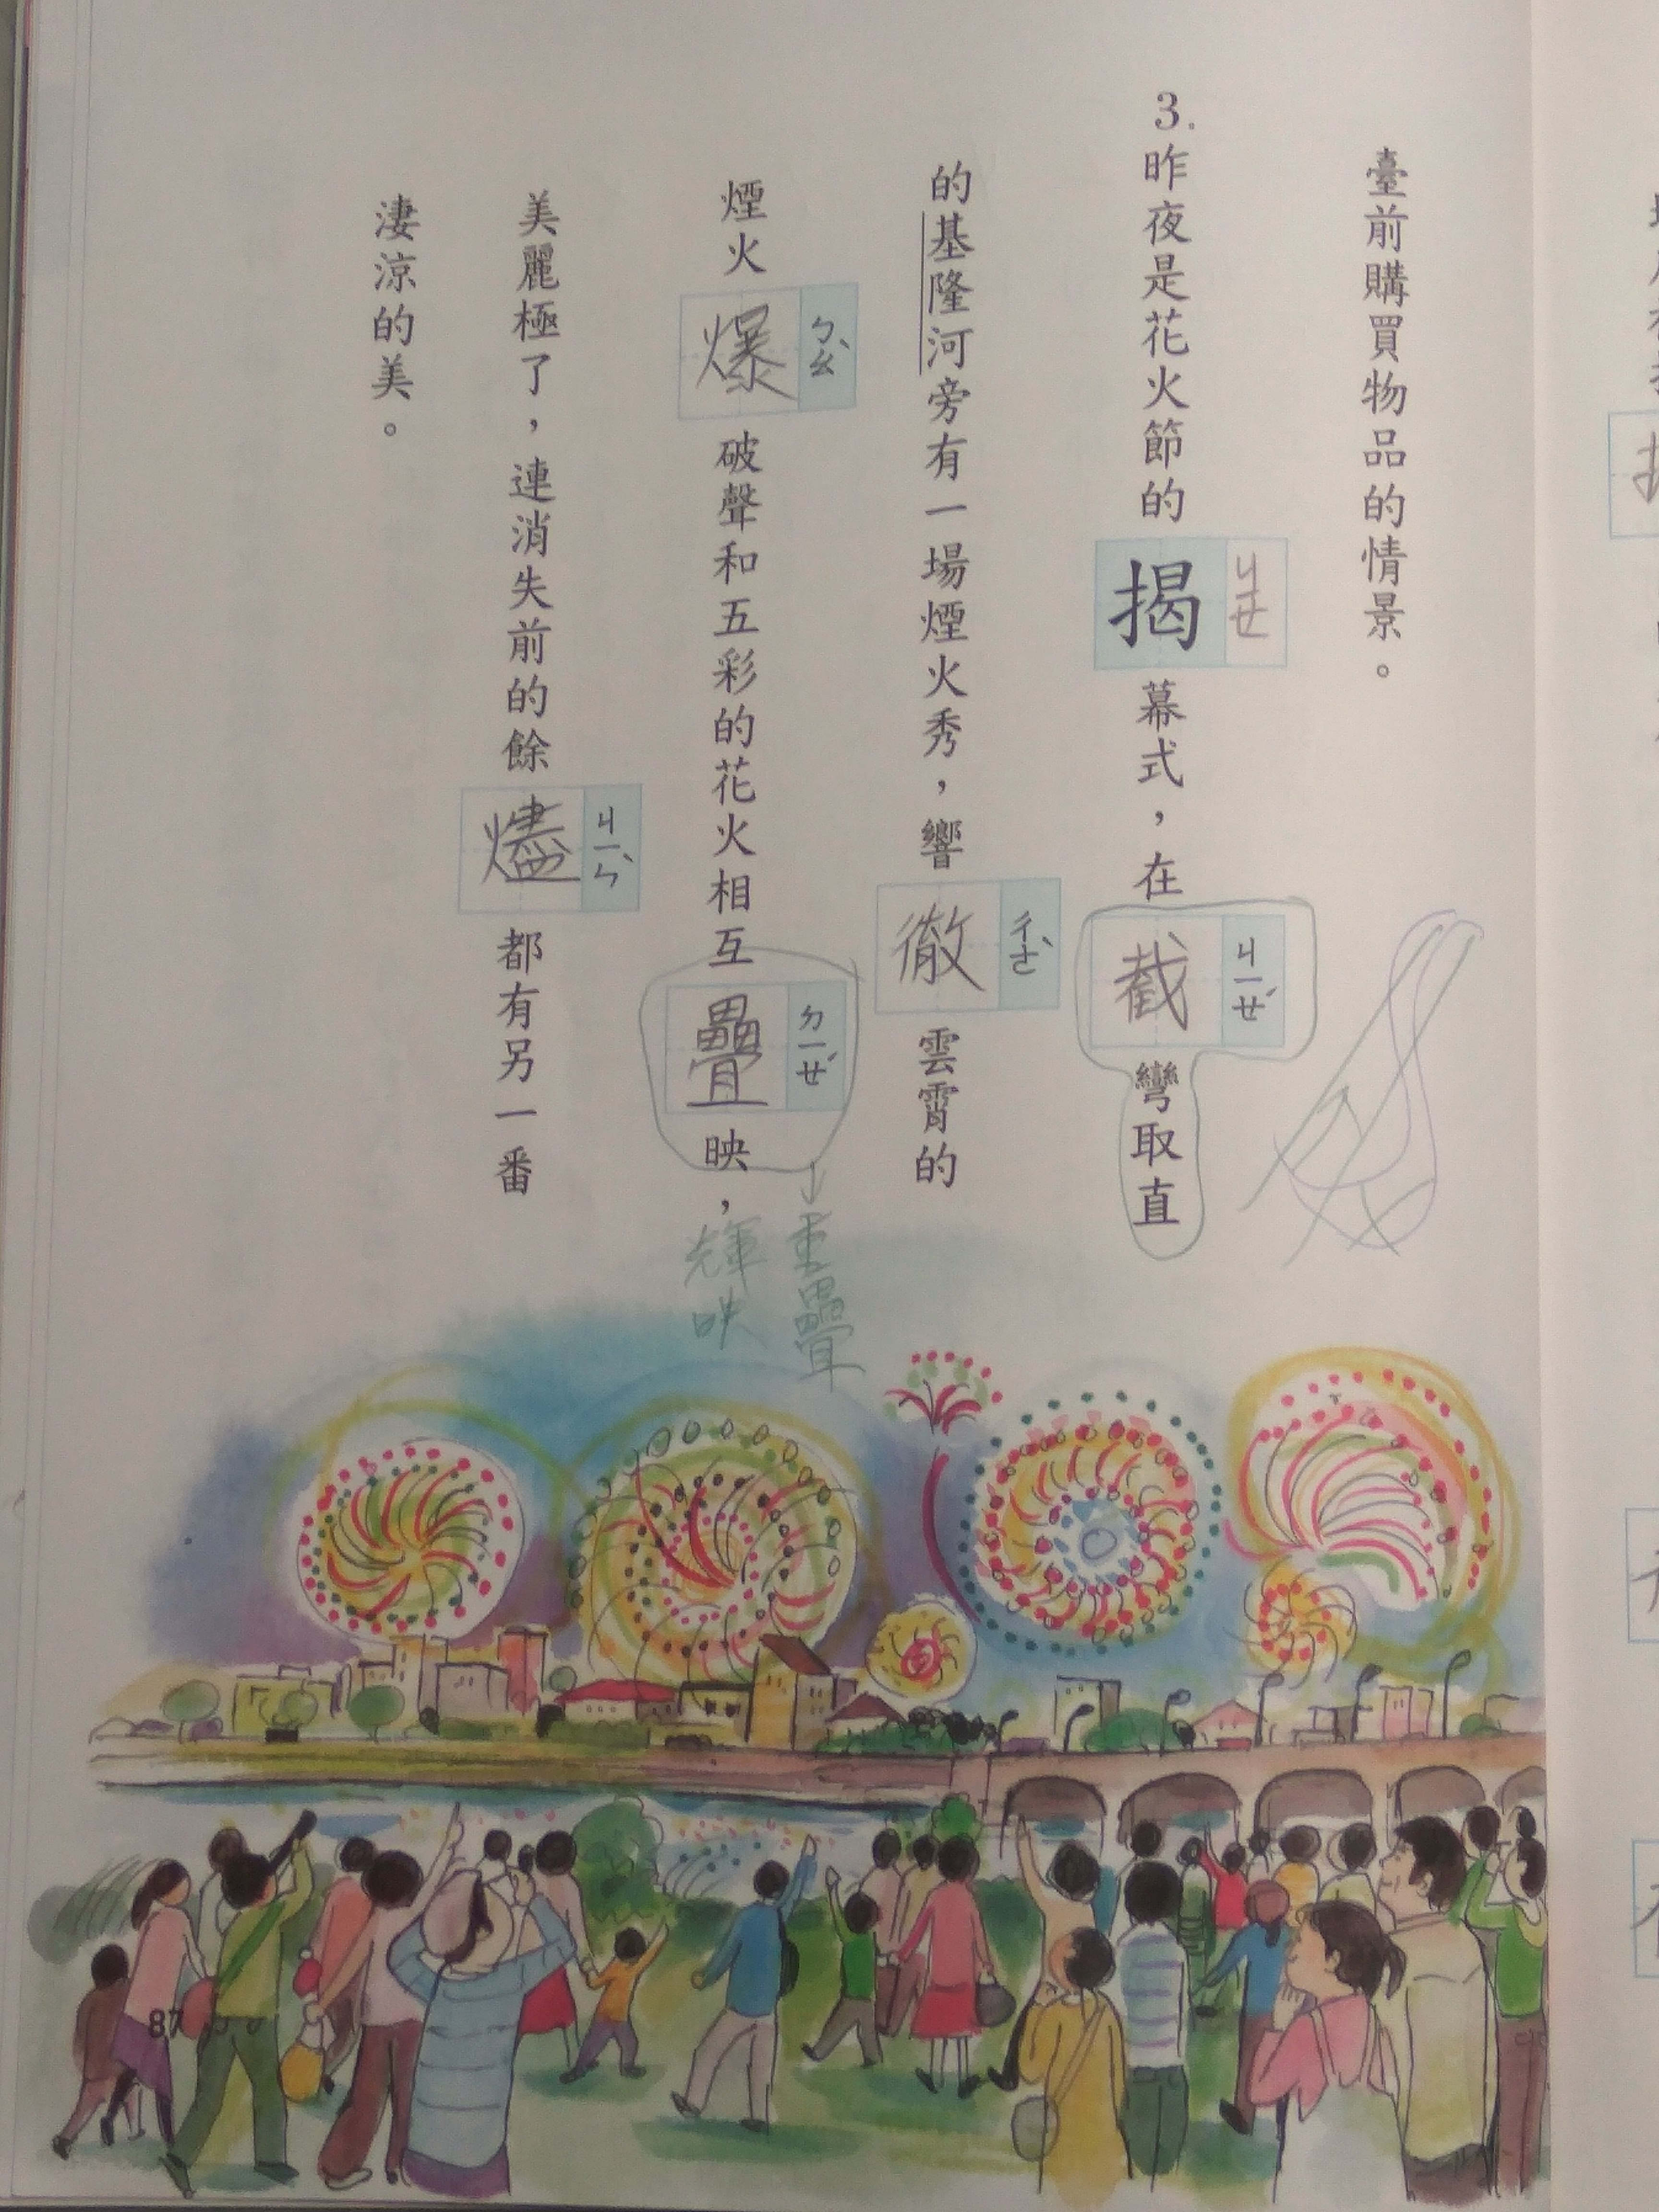 臺前購買物品的情景。
3.昨夜是花火節的揭ㄐㄧㄝ幕式，在截ㄐㄧㄝˊ彎取直
的基隆河旁有一場煙火秀，響徹ㄔㄜˋ雲霄的
煙火爆ㄅㄠˋ破聲和五彩的花火相互疊ㄉㄧㄝˊ映，
重疊
輝映
美麗極了，連消失前的餘燼ㄐㄧㄣˋ都有另一番
淒涼的美。
87